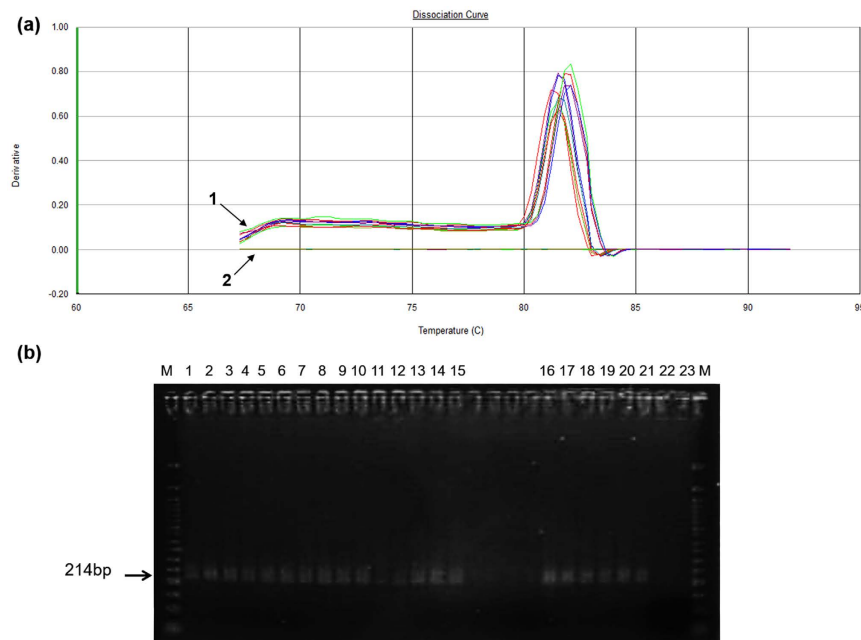 (a)
Dissociation Curve
1.00
0.80
0.60
0.40
0.20
0.00
-0.20
Derivative
1
2
60 65 70 75 80 85 90 95
Temperature (C)
(b)
M 1 2 3 4 5 6 7 8 9 10 11 12 13 14 15 16 17 18 19 20 21 22 23 M
214bp